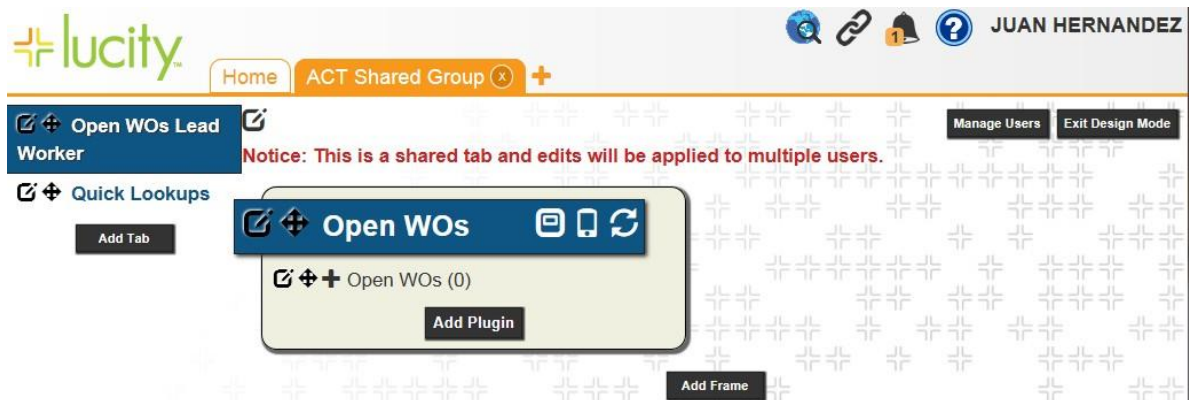 lucity
JUAN HERNANDEZ
1
Home
ACT Shared Group x
Open WOs Lead
Worker
Quick Lookups
Add Tab
Manage Users
Exit Design Mode
Notice: This is a shared tab and edits will be applied to multiple users.
Open WOs
Open WOs (0)
Add Plugin
Add Frame